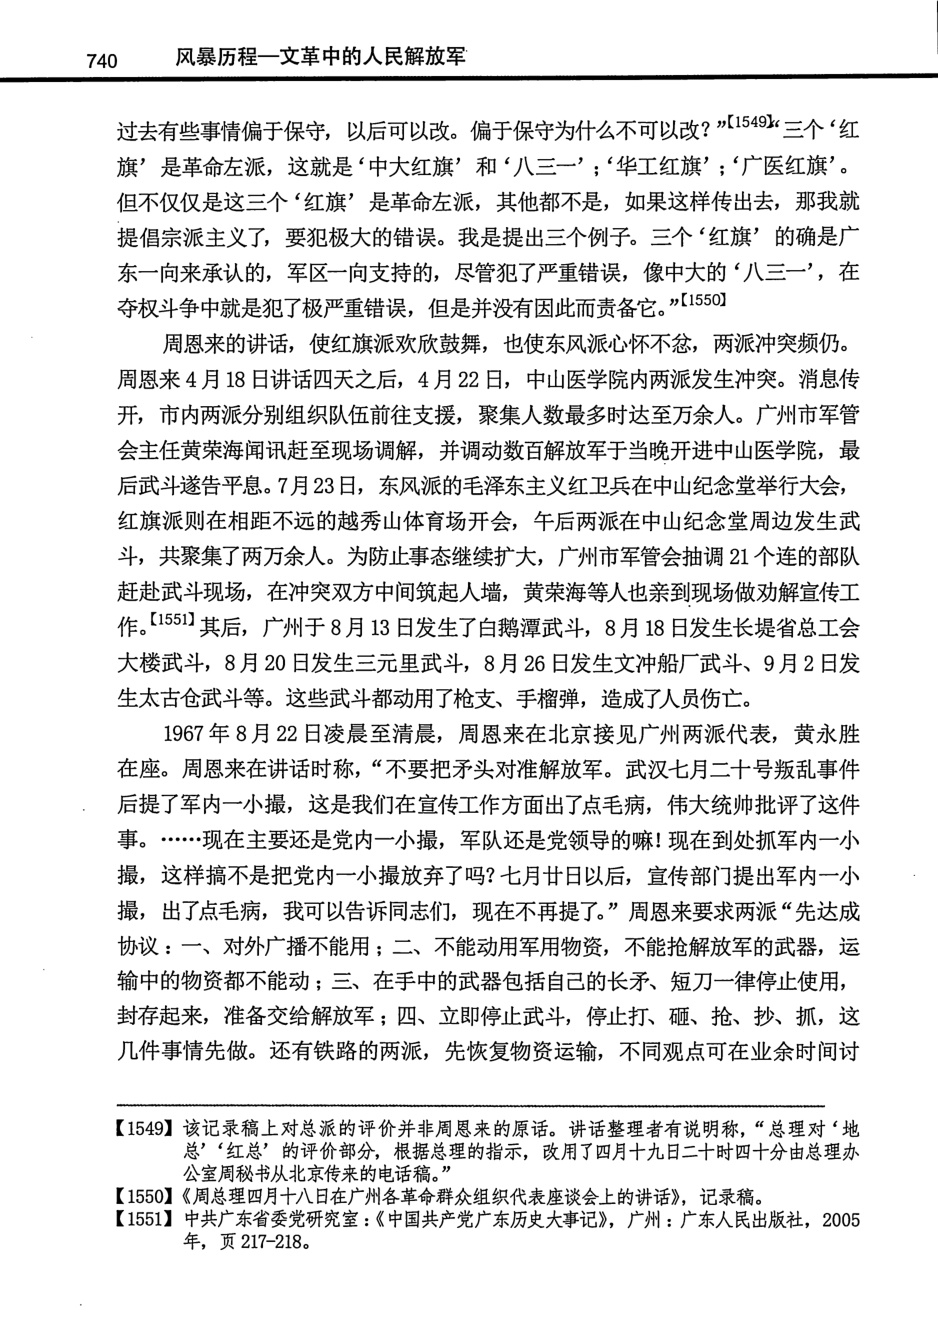 740 风暴历程—文革中的人民解放军
过去有些事情偏于保守，以后可以改。偏于保守为什么不可以改？”【1549】“三个‘红
旗’是革命左派，这就是‘中大红旗’和‘八三一’；‘华工红旗’；‘广医红旗’。
但不仅仅是这三个‘红旗’是革命左派，其他都不是，如果这样传出去，那我就
提倡宗派主义了，要犯极大的错误。我是提出三个例子。三个‘红旗’的确是广
东一向来承认的，军区一向支持的，尽管犯了严重错误，像中大的‘八三一’，在
夺权斗争中就是犯了极严重错误，但是并没有因此而责备它。”【1550】
周恩来的讲话，使红旗派欢欣鼓舞，也使东风派心怀不忿，两派冲突频仍。
周恩来4月18日讲话四天之后，4月22日，中山医学院内两派发生冲突。消息传
开，市内两派分别组织队伍前往支援，聚集人数最多时达至万余人。广州市军管
会主任黄荣海闻讯赶至现场调解，并调动数百解放军于当晚开进中山医学院，最
后武斗遂告平息。7月23日，东风派的毛泽东主义红卫兵在中山纪念堂举行大会，
红旗派则在相距不远的越秀山体育场开会，午后两派在中山纪念堂周边发生武
斗，共聚集了两万余人。为防止事态继续扩大，广州市军管会抽调21个连的部队
赶赴武斗现场，在冲突双方中间筑起人墙，黄荣海等人也亲到现场做劝解宣传工
作。【1551】其后，广州于8月13日发生了白鹅潭武斗，8月18日发生长堤省总工会
大楼武斗，8月20日发生三元里武斗，8月26日发生文冲船厂武斗、9月2日发
生太古仓武斗等。这些武斗都动用了枪支、手榴弹，造成了人员伤亡。
1967年8月22日凌晨至清晨，周恩来在北京接见广州两派代表，黄永胜
在座。周恩来在讲话时称，“不要把矛头对准解放军。武汉七月二十号叛乱事件
后提了军内一小撮，这是我们在宣传工作方面出了点毛病，伟大统帅批评了这件
事。……现在主要还是党内一小撮，军队还是党领导的嘛！现在到处抓军内一小
撮，这样搞不是把党内一小撮放弃了吗？七月廿日以后，宣传部门提出军内一小
撮，出了点毛病，我可以告诉同志们，现在不再提了。”周恩来要求两派“先达成
协议：一、对外广播不能用；二、不能动用军用物资，不能抢解放军的武器，运
输中的物资都不能动；三、在手中的武器包括自己的长矛、短刀一律停止使用，
封存起来，准备交给解放军；四、立即停止武斗，停止打、砸、抢、抄、抓，这
几件事情先做。还有铁路的两派，先恢复物资运输，不同观点可在业余时间讨
【1549】该记录稿上对总派的评价并非周恩来的原话。讲话整理者有说明称，“总理对‘地
总’‘红总’的评价部分，根据总理的指示，改用了四月十九日二十时四十分由总理办
公室周秘书从北京传来的电话稿。”
【1550】《周总理四月十八日在广州各革命群众组织代表座谈会上的讲话》，记录稿。
【1551】中共广东省委党研究室：《中国共产党广东历史大事记》，广州：广东人民出版社，2005
年，页217-218。